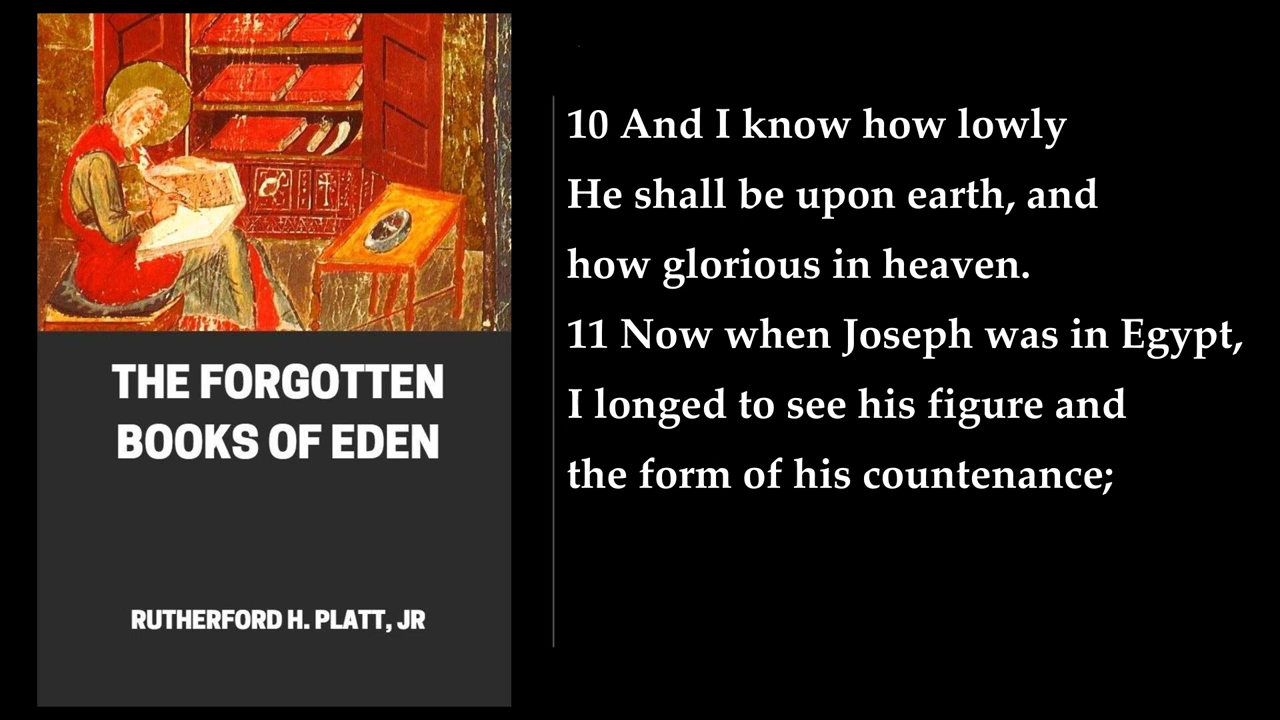 THE FORGOTTEN
BOOKS OF EDEN
RUTHERFORD H. PLATT, JR
10 And I know how lowly
He shall be upon earth, and
how glorious in heaven.
11 Now when Joseph was in Egypt,
I longed to see his figure and
the form of his countenance;